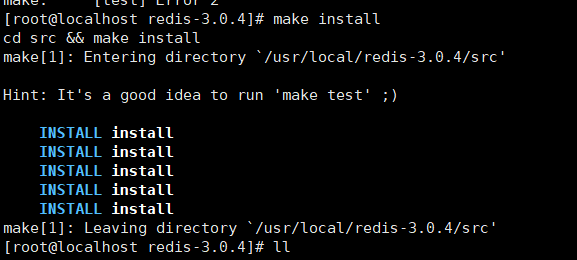 make: [test] Error 2
[root@localhost redis-3.0.4]# make install
cd src && make install
make[1]: Entering directory `/usr/local/redis-3.0.4/src'
Hint: It's a good idea to run 'make test' ;)
INSTALL install
INSTALL install
INSTALL install
INSTALL install
INSTALL install
make[1]: Leaving directory `/usr/local/redis-3.0.4/src'
[root@localhost redis-3.0.4]# ll